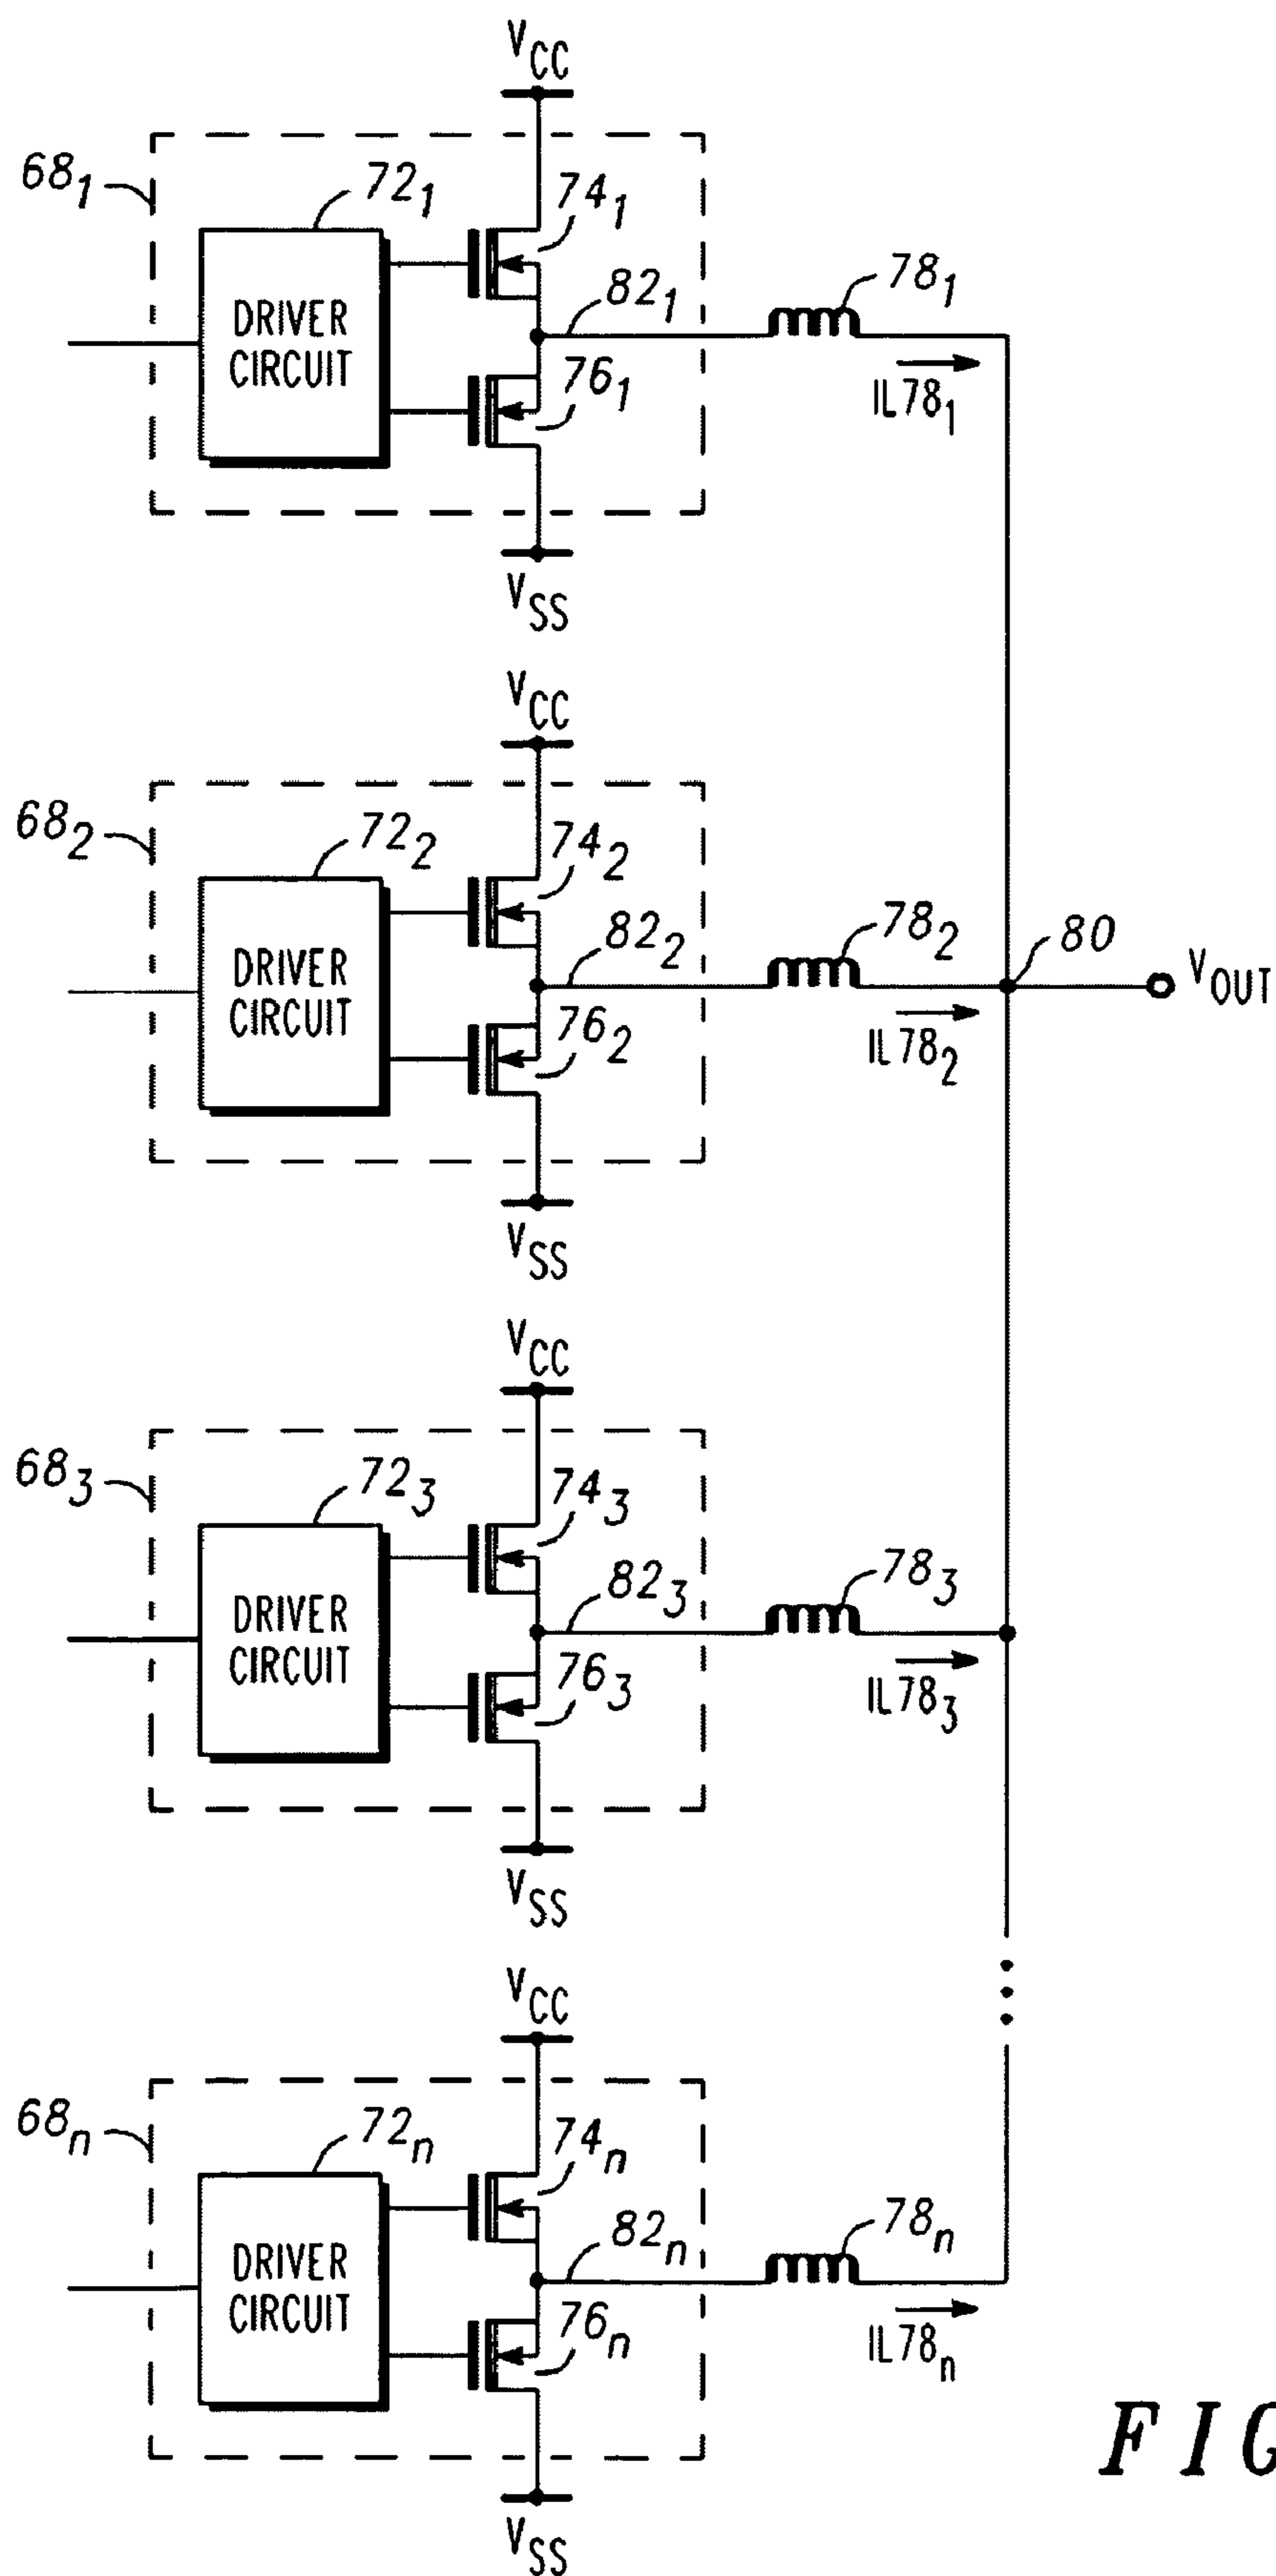 V_CC
68_1
72_1
74_1
DRIVER
CIRCUIT
82_1
78_1
76_1
IL78_1
V_SS
V_CC
68_2
72_2
74_2
DRIVER
CIRCUIT
82_2
78_2
80
V_OUT
76_2
IL78_2
V_SS
V_CC
68_3
72_3
74_3
DRIVER
CIRCUIT
82_3
78_3
76_3
IL78_3
V_SS
V_CC
68_n
72_n
74_n
DRIVER
CIRCUIT
82_n
78_n
76_n
IL78_n
V_SS
FIG